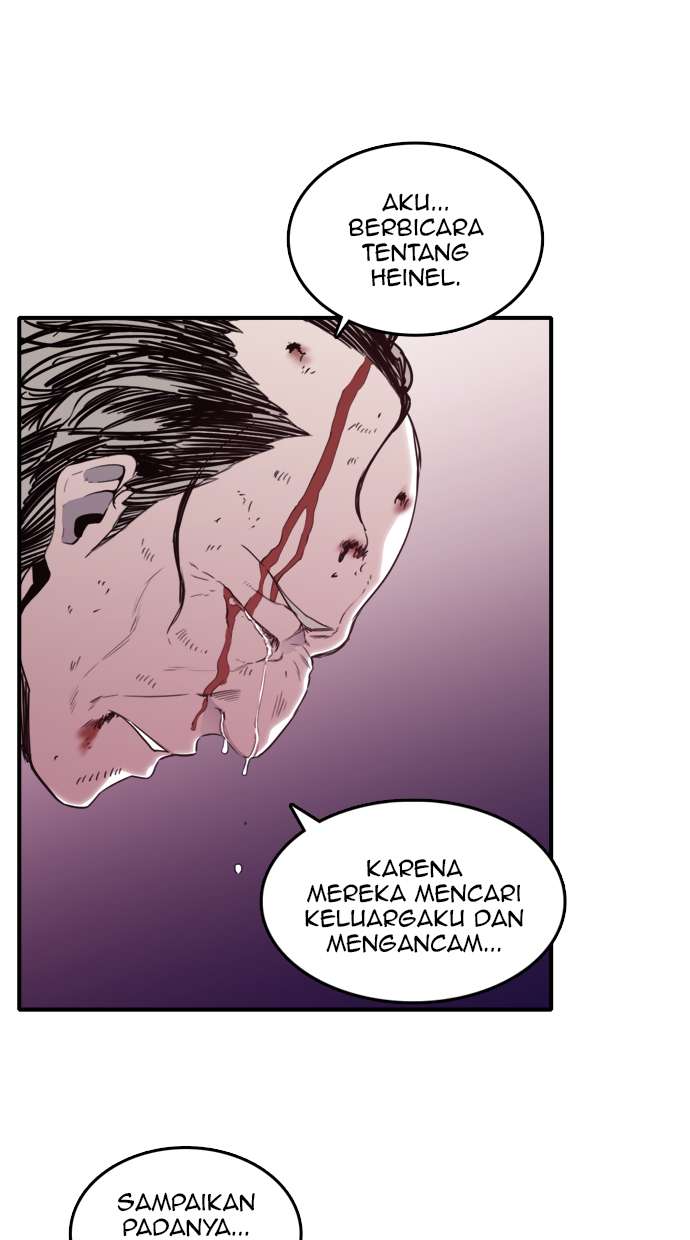 AKU...
BERBICARA
TENTANG
HEINEL.
KARENA
MEREKA MENCARI
KELUARGAKU DAN
MENGANCAM...
SAMPAIKAN
PADANYA...